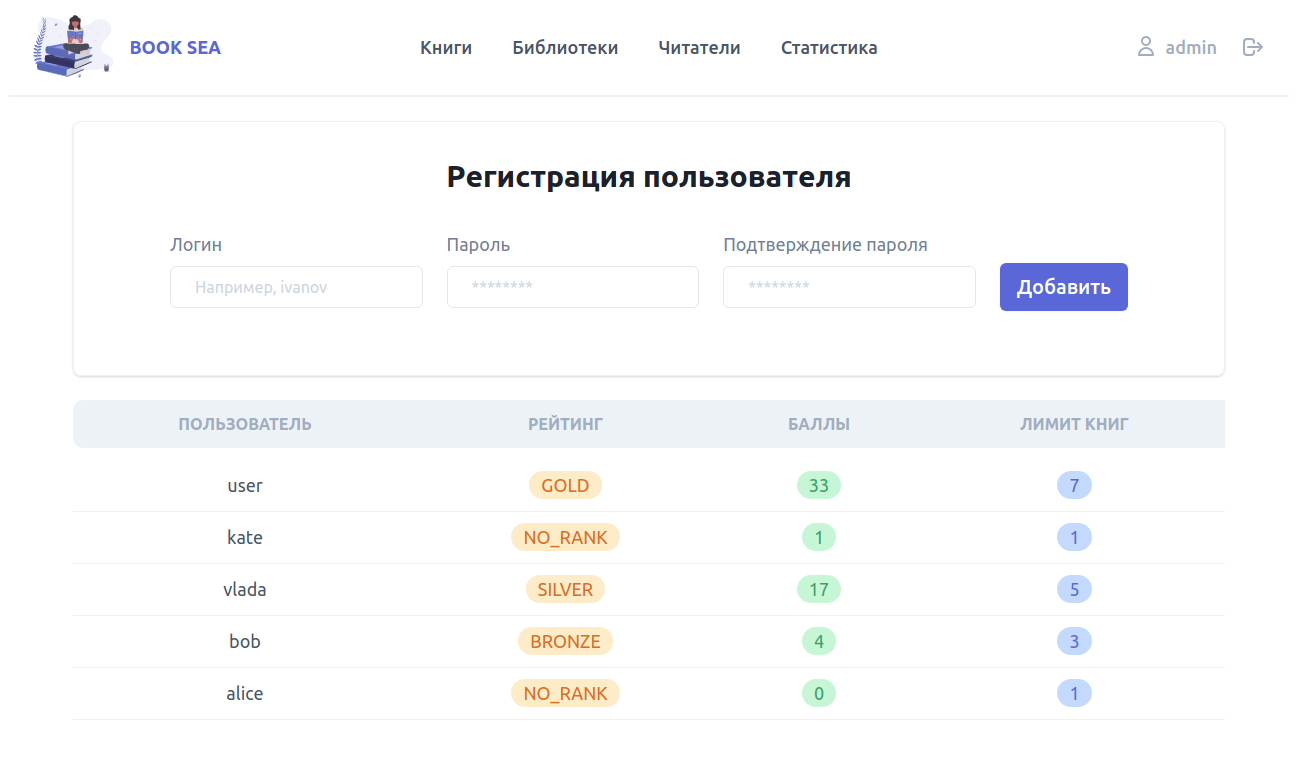 BOOK SEA Книги Библиотеки Читатели Статистика admin
Регистрация пользователя
Логин Пароль Подтверждение пароля
Например, ivanov ******** ******** Добавить
ПОЛЬЗОВАТЕЛЬ РЕЙТИНГ БАЛЛЫ ЛИМИТ КНИГ
user GOLD 33 7
kate NO_RANK 1 1
vlada SILVER 17 5
bob BRONZE 4 3
alice NO_RANK 0 1